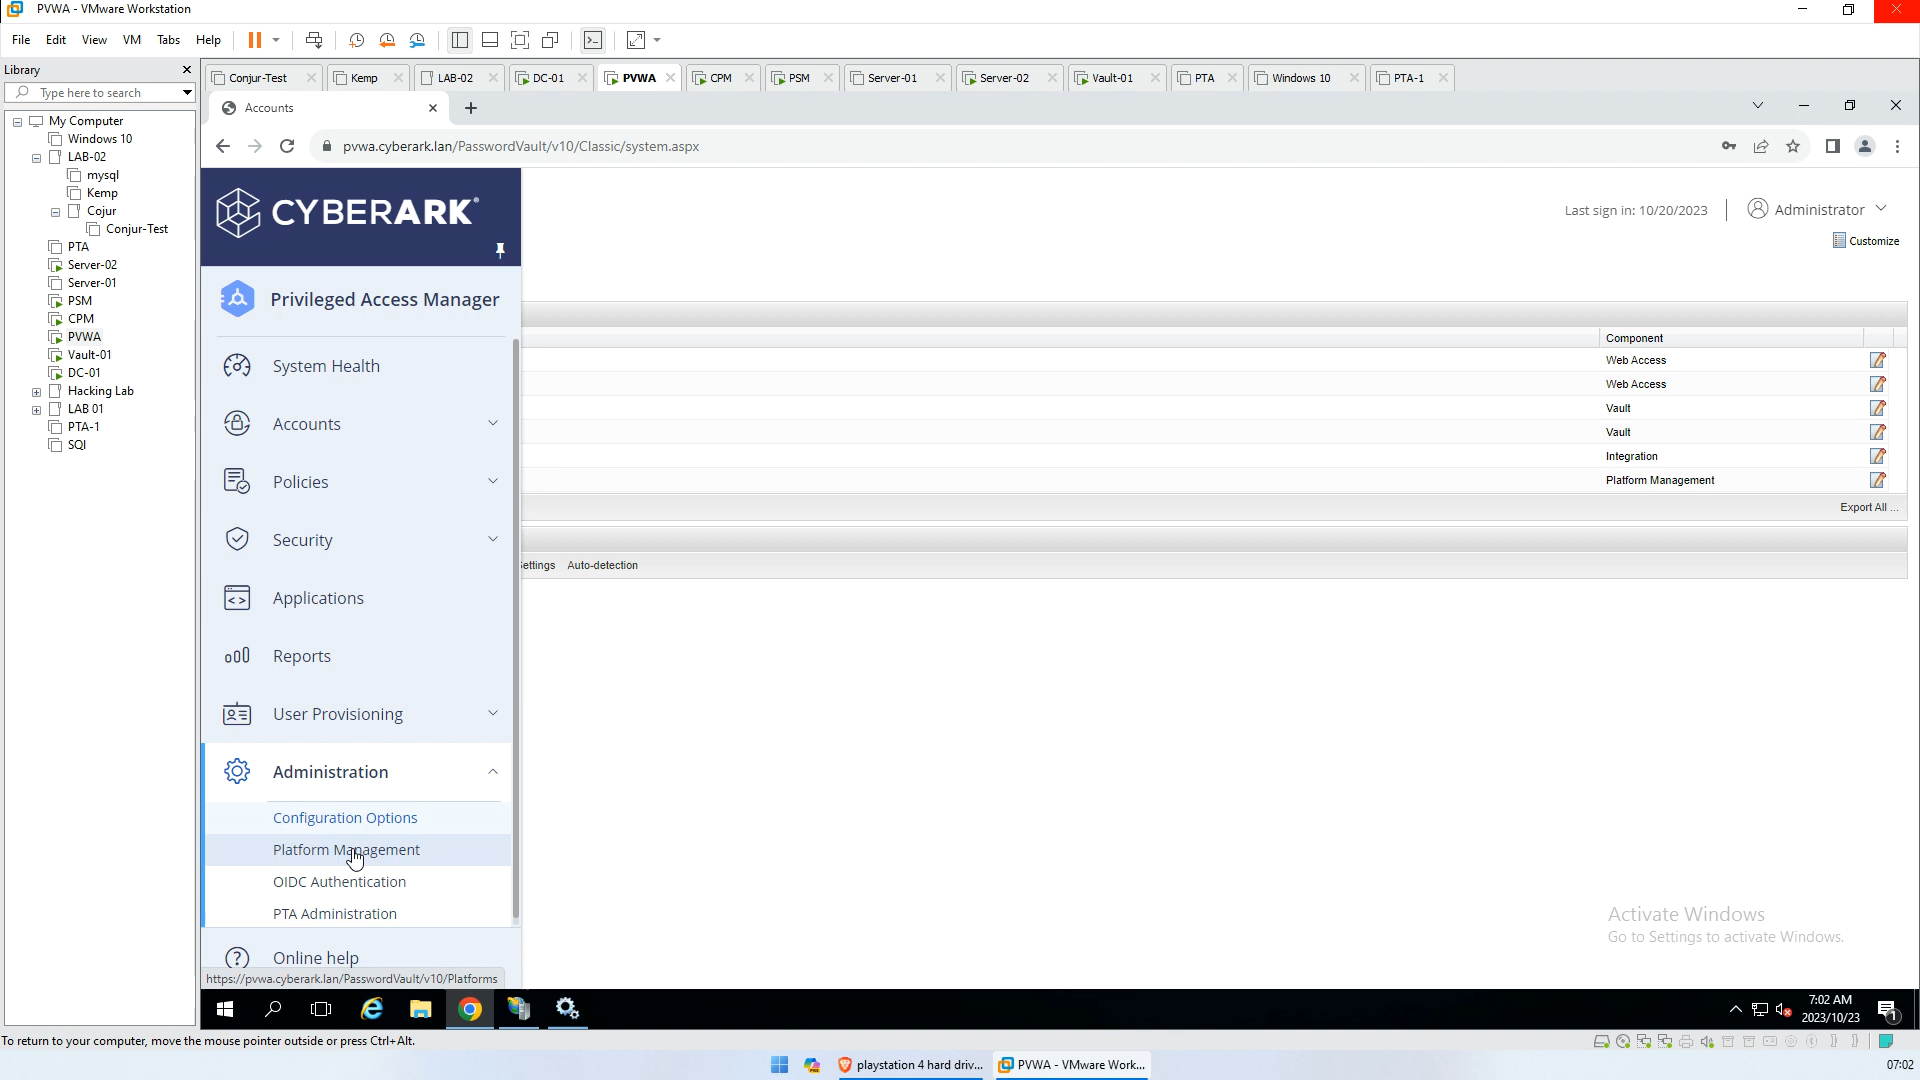 PVWA - VMware Workstation
File Edit View VM Tabs Help
Library
Type here to search
My Computer
Windows 10
LAB-02
mysql
Kemp
Cojur
Conjur-Test
PTA
Server-02
Server-01
PSM
CPM
PVWA
Vault-01
DC-01
Hacking Lab
LAB 01
PTA-1
SQl
Conjur-Test Kemp LAB-02 DC-01 PVWA CPM PSM Server-01 Server-02 Vault-01 PTA Windows 10 PTA-1
Accounts
pvwa.cyberark.lan/PasswordVault/v10/Classic/system.aspx
CYBERARK®
Last sign in: 10/20/2023
Administrator
Customize
Privileged Access Manager
System Health
Accounts
Policies
Security
Applications
Reports
User Provisioning
Administration
Configuration Options
Platform Management
OIDC Authentication
PTA Administration
Online help
https://pvwa.cyberark.lan/PasswordVault/v10/Platforms
Component
Web Access
Web Access
Vault
Vault
Integration
Platform Management
Export All ...
ettings Auto-detection
Activate Windows
Go to Settings to activate Windows.
7:02 AM
2023/10/23
1
To return to your computer, move the mouse pointer outside or press Ctrl+Alt.
playstation 4 hard driv...
PVWA - VMware Work...
07:02